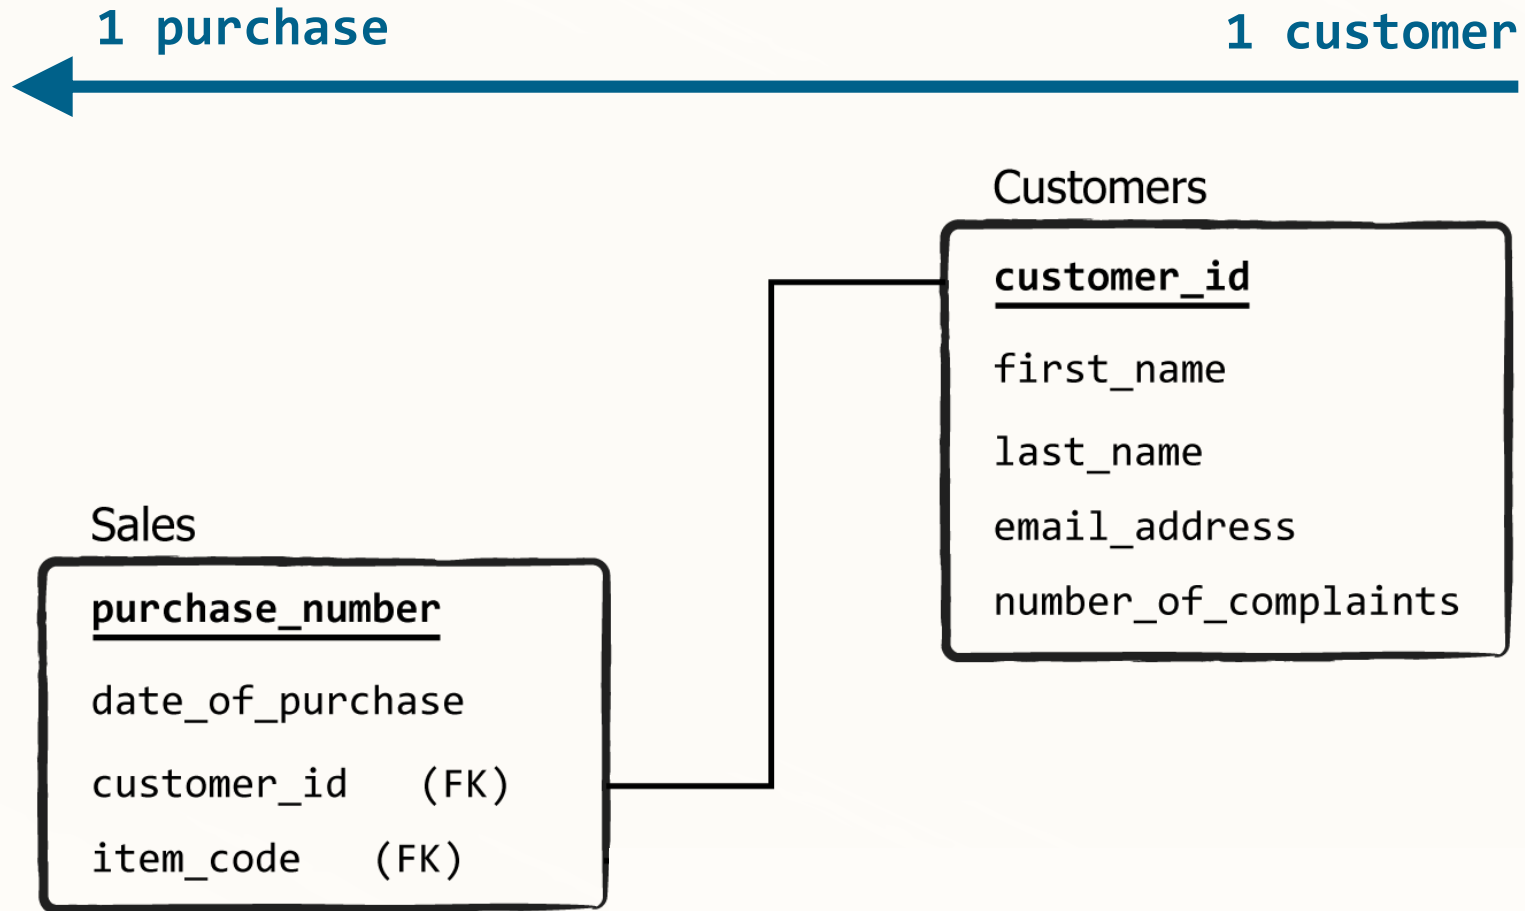 1 purchase
1 customer
Customers
customer_id
first_name
last_name
email_address
number_of_complaints
Sales
purchase_number
date_of_purchase
customer_id (FK)
item_code (FK)